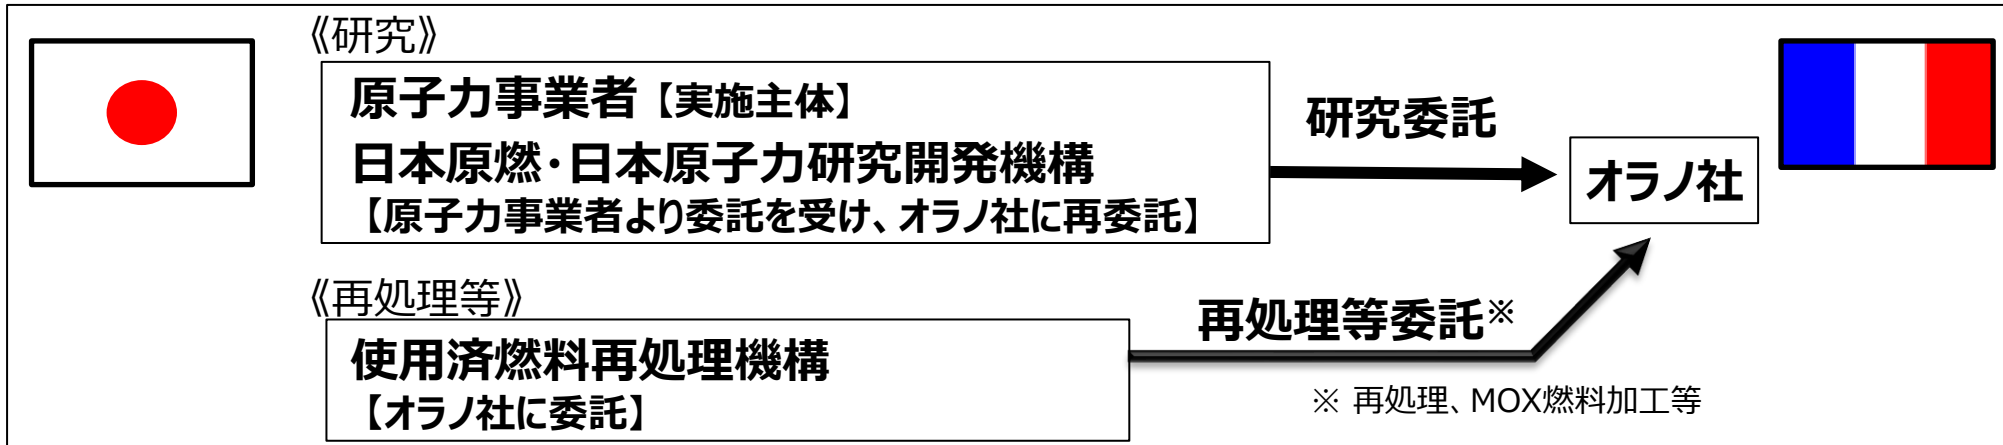 《研究》
原子力事業者【実施主体】
日本原燃・日本原子力研究開発機構
【原子力事業者より委託を受け、オラノ社に再委託】
研究委託
オラノ社
《再処理等》
使用済燃料再処理機構
【オラノ社に委託】
再処理等委託※
※ 再処理、MOX燃料加工等